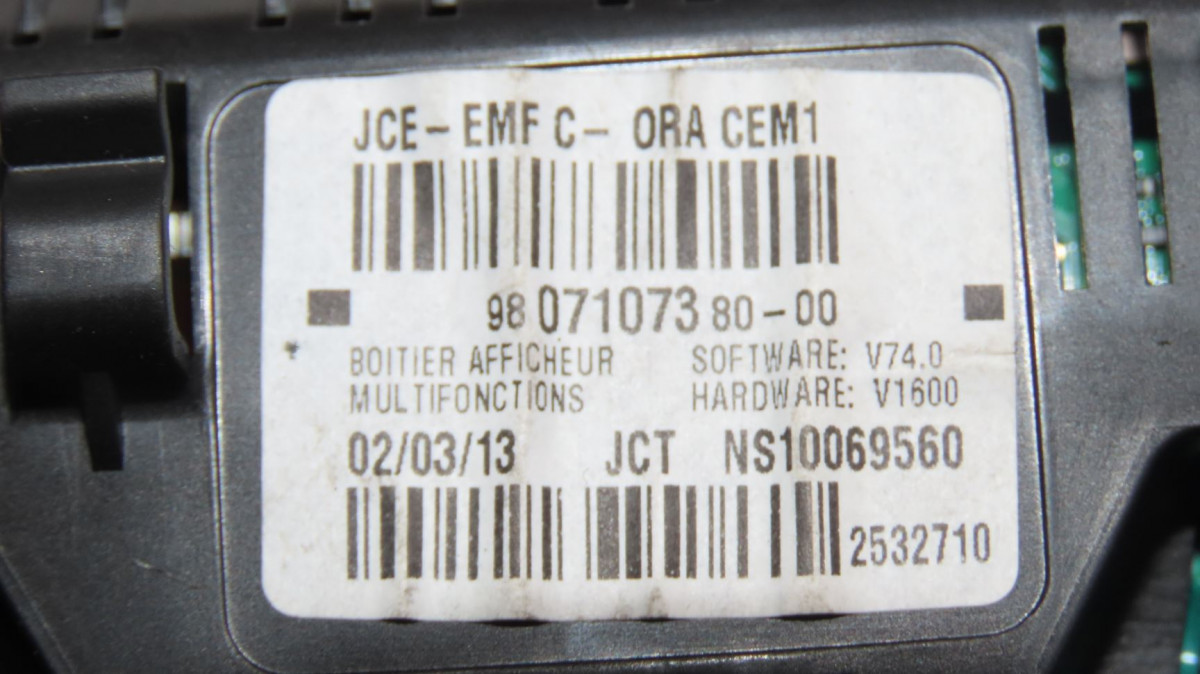 JCE-EMF C- ORA CEM1
98 071073 80-00
BOITIER AFFICHEUR SOFTWARE: V74.0
MULTIFONCTIONS HARDWARE: V1600
02/03/13 JCT NS10069560
2532710